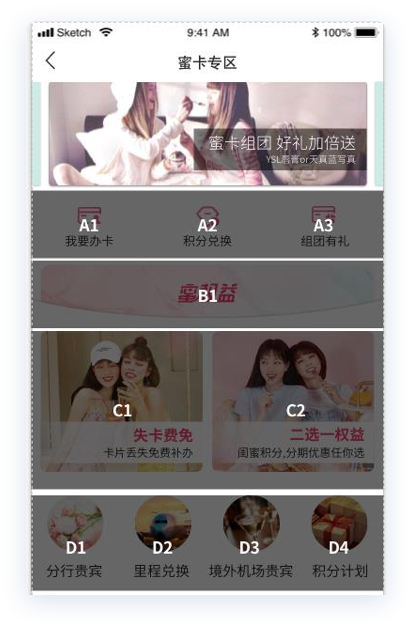 Sketch 9:41 AM 100%
蜜卡专区
蜜卡组团 好礼加倍送
YSL唇膏or天真蓝写真
A1 A2 A3
我要办卡 积分兑换 组团有礼
B1
C1 C2
失卡费免 二选一权益
卡片丢失免费补办 闺蜜积分,分期优惠任你选
D1 D2 D3 D4
分行贵宾 里程兑换 境外机场贵宾 积分计划